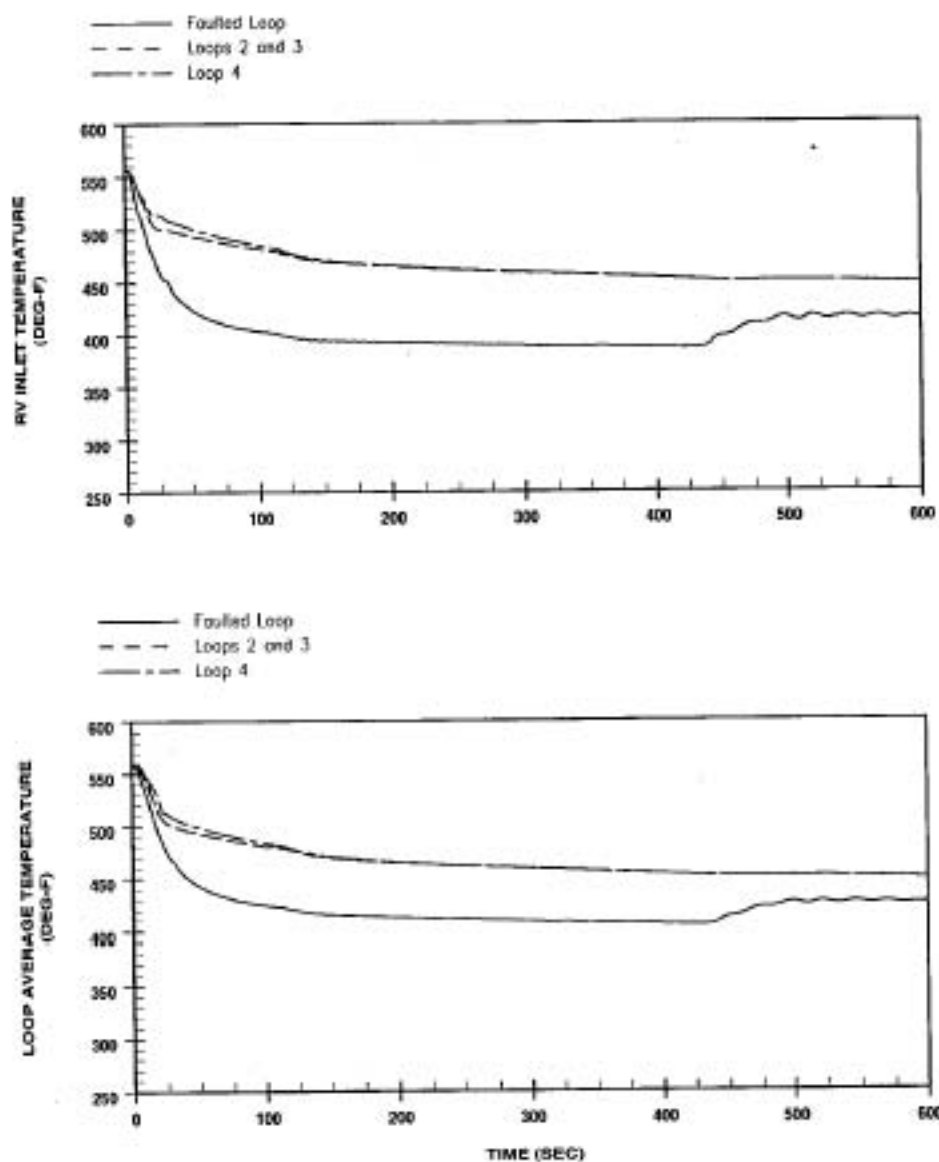 Faulted Loop
Loops 2 and 3
Loop 4
RV INLET TEMPERATURE
(DEG-F)
600
550
500
450
400
350
300
250
0
100
200
300
400
500
600
Faulted Loop
Loops 2 and 3
Loop 4
LOOP AVERAGE TEMPERATURE
(DEG-F)
600
550
500
450
400
350
300
250
0
100
200
300
400
500
600
TIME (SEC)